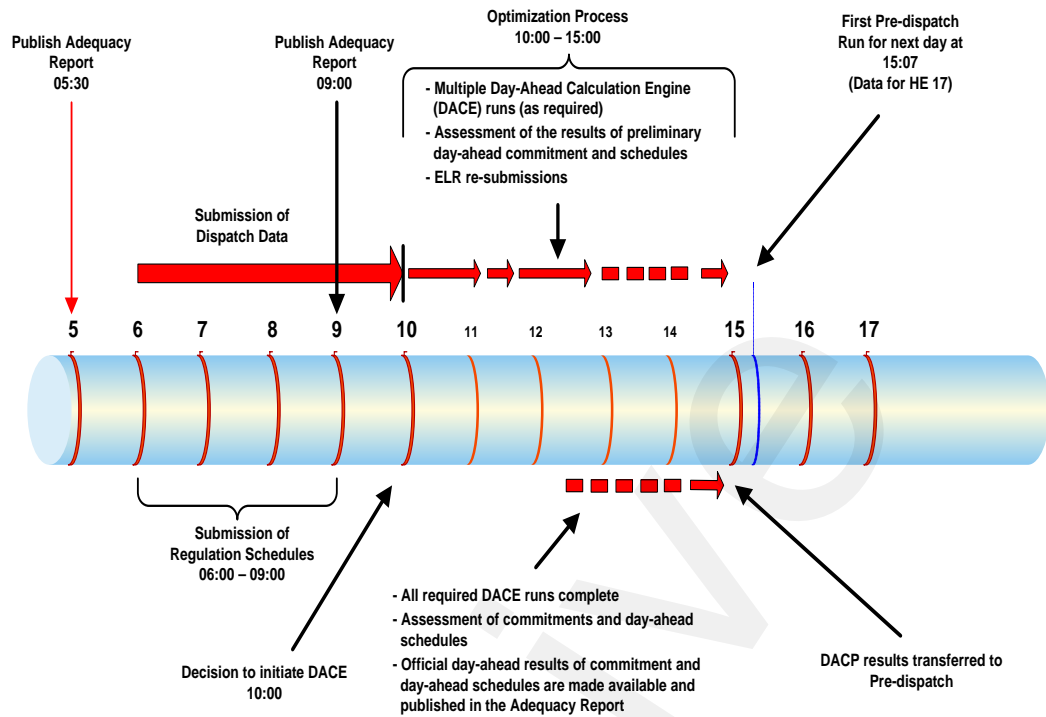 Publish Adequacy
Report
05:30
Publish Adequacy
Report
09:00
Optimization Process
10:00 – 15:00
- Multiple Day-Ahead Calculation Engine
(DACE) runs (as required)
- Assessment of the results of preliminary
day-ahead commitment and schedules
- ELR re-submissions
First Pre-dispatch
Run for next day at
15:07
(Data for HE 17)
Submission of
Dispatch Data
5 6 7 8 9 10 11 12 13 14 15 16 17
Submission of
Regulation Schedules
06:00 – 09:00
Decision to initiate DACE
10:00
- All required DACE runs complete
- Assessment of commitments and day-ahead
schedules
- Official day-ahead results of commitment and
day-ahead schedules are made available and
published in the Adequacy Report
DACP results transferred to
Pre-dispatch
ive